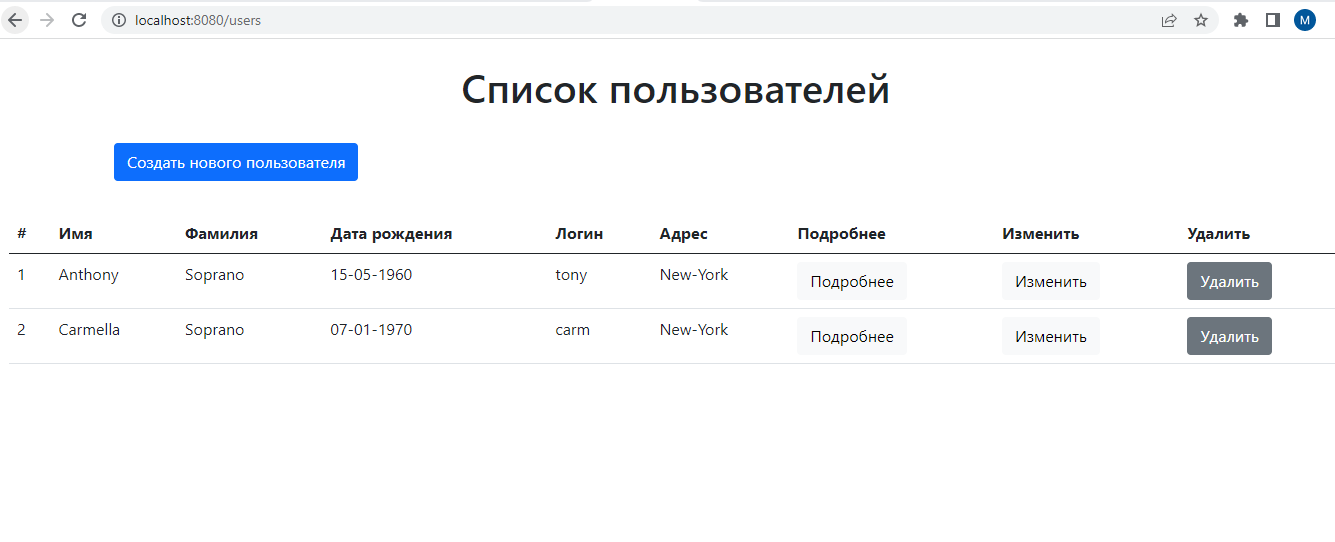 localhost:8080/users
M
Список пользователей
Создать нового пользователя
# Имя Фамилия Дата рождения Логин Адрес Подробнее Изменить Удалить
1 Anthony Soprano 15-05-1960 tony New-York Подробнее Изменить Удалить
2 Carmella Soprano 07-01-1970 carm New-York Подробнее Изменить Удалить